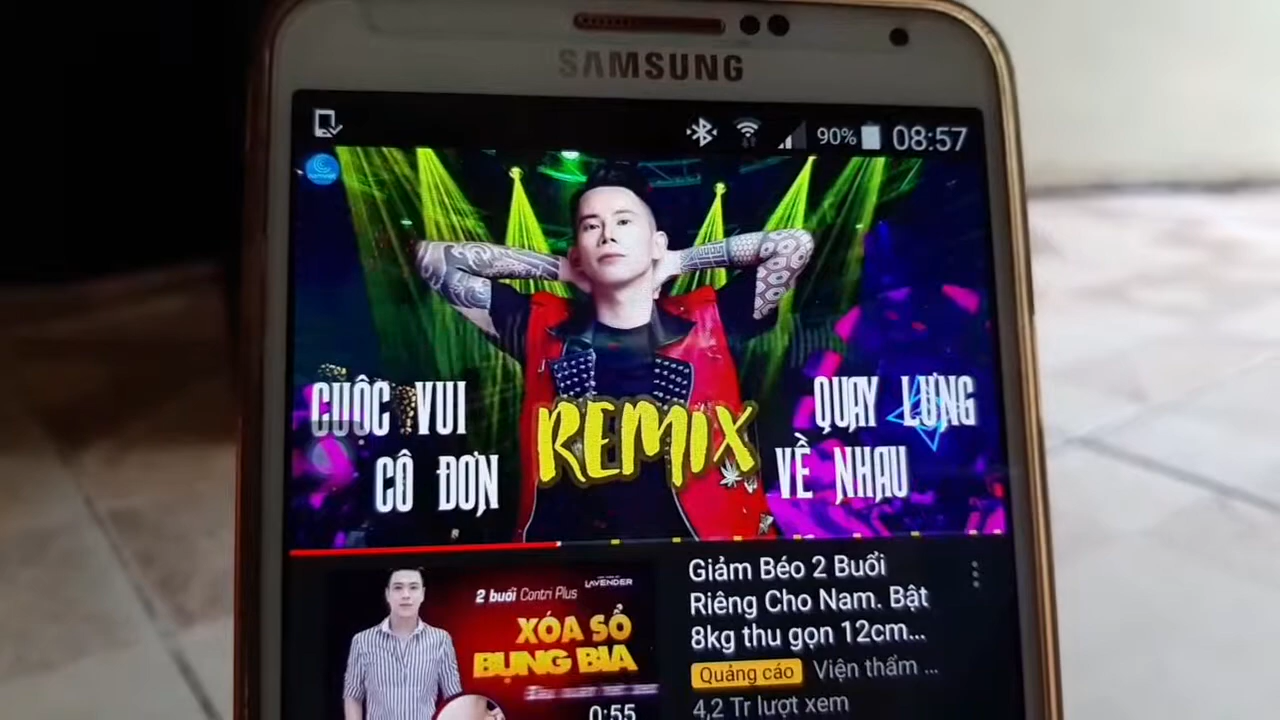 SAMSUNG
90% 08:57
CUỘC VUI
CÔ ĐƠN
REMIX
QUAY LƯNG
VỀ NHAU
2 buổi Contri Plus
LAVENDER
XÓA SỔ
BỤNG BIA
0:55
Giảm Béo 2 Buổi
Riêng Cho Nam. Bật
8kg thu gọn 12cm...
Quảng cáo Viện thẩm ...
4,2 Tr lượt xem